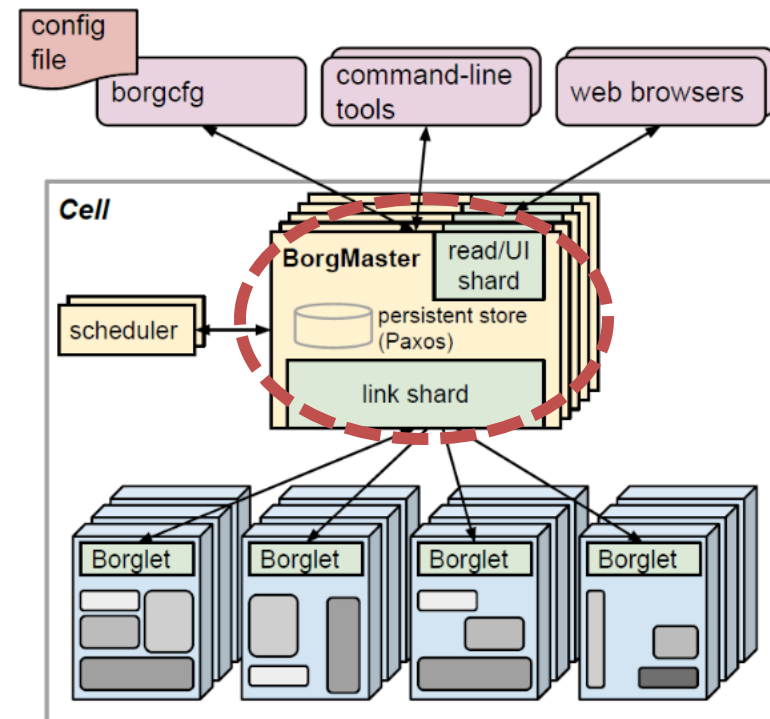 config
file
borgcfg
command-line
tools
web browsers
Cell
BorgMaster
read/UI
shard
scheduler
persistent store
(Paxos)
link shard
Borglet
Borglet
Borglet
Borglet